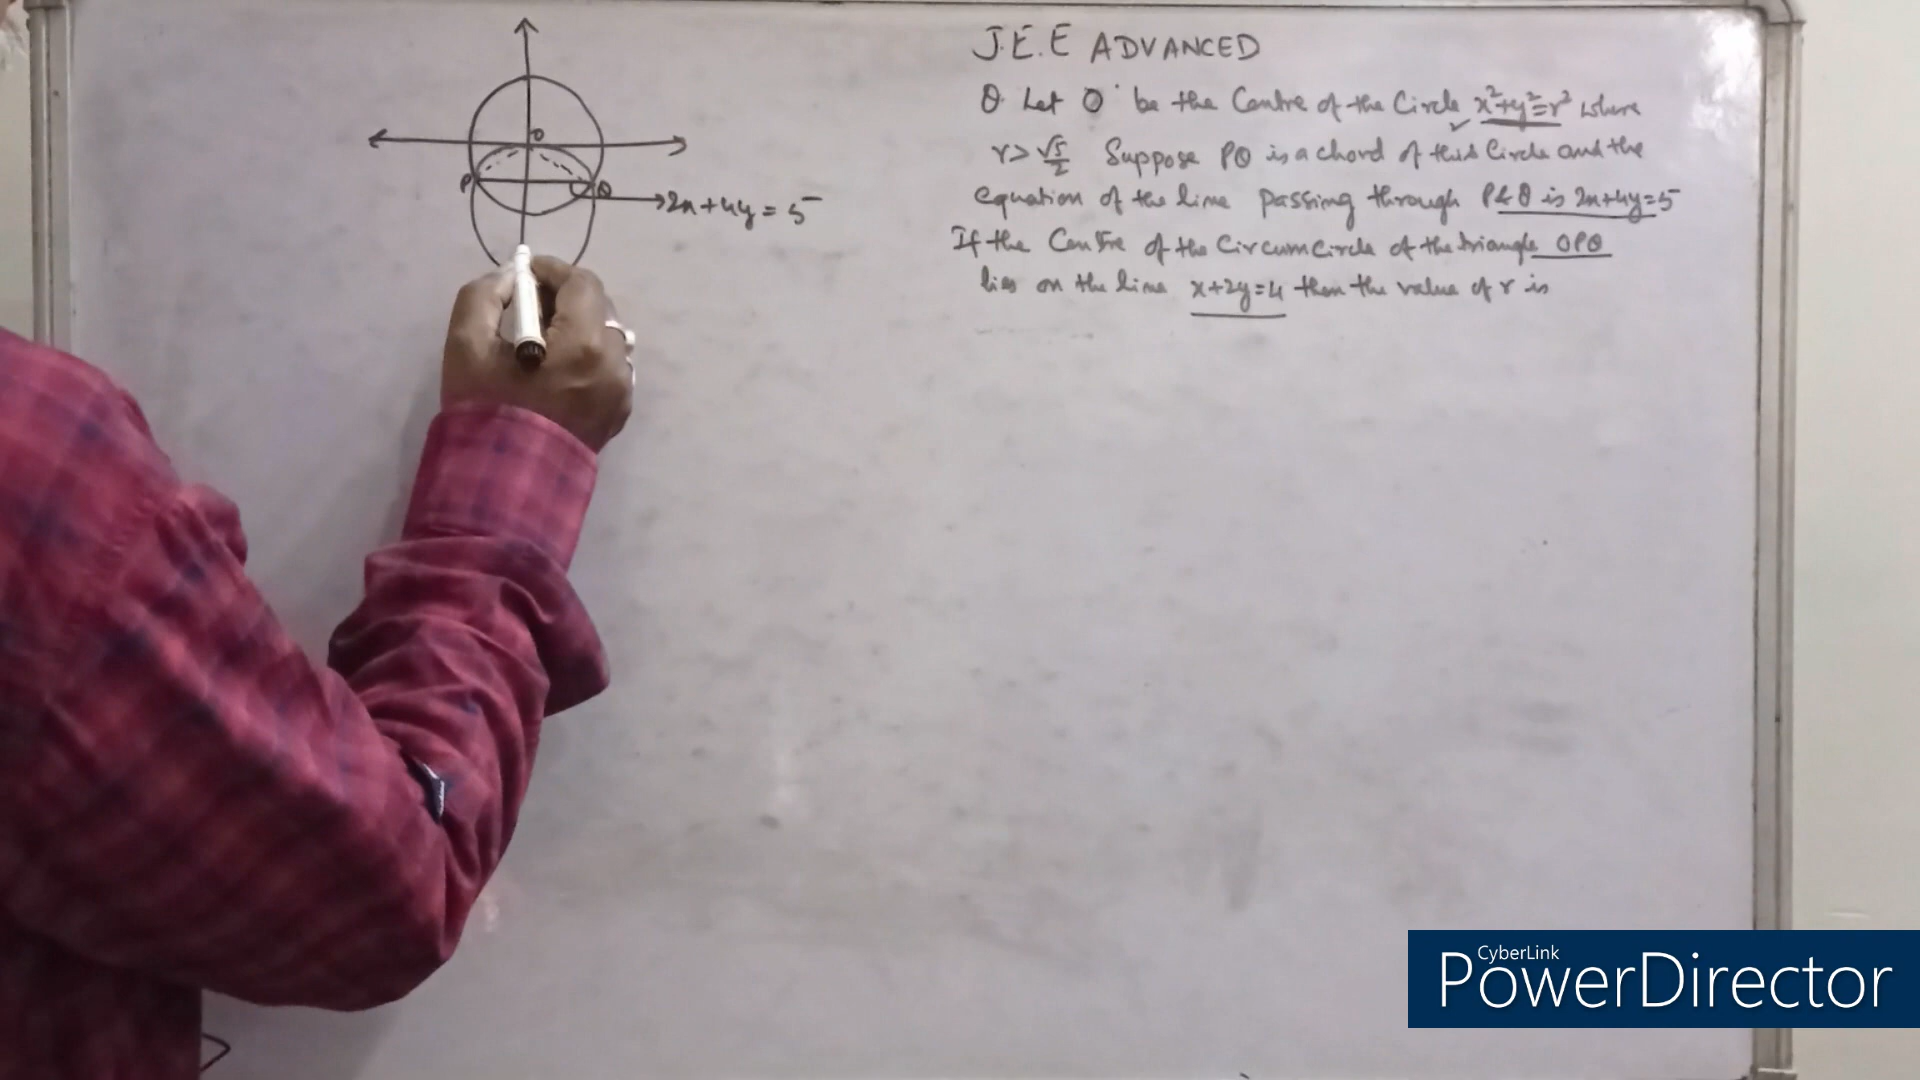 J.E.E ADVANCED
Q. Let O be the Centre of the Circle x²+y²=r² where
r > √5/2 Suppose PQ is a chord of this Circle and the
equation of the line passing through P & Q is 2x+4y=5
If the Centre of the Circumcircle of the triangle OPQ
lies on the line x+2y=4 then the value of r is
O
P
Q
2x+4y=5
CyberLink
PowerDirector